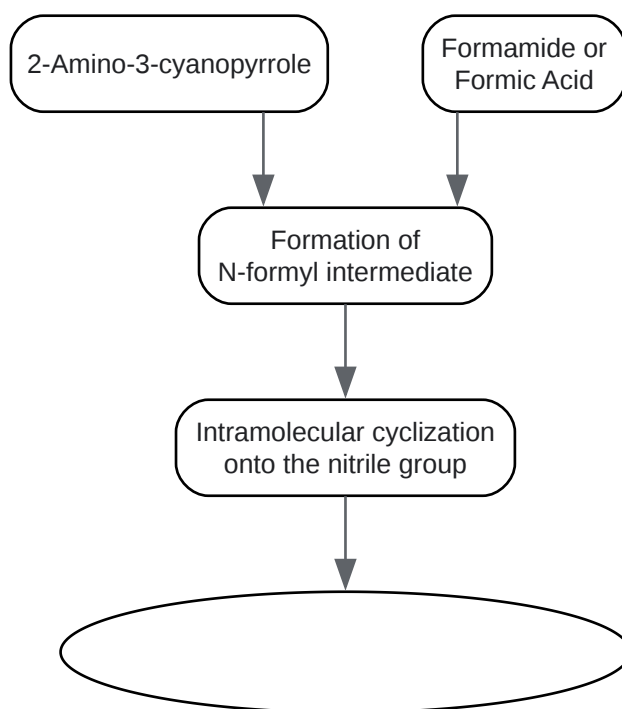 2-Amino-3-cyanopyrrole
Formamide or
Formic Acid
Formation of
N-formyl intermediate
Intramolecular cyclization
onto the nitrile group